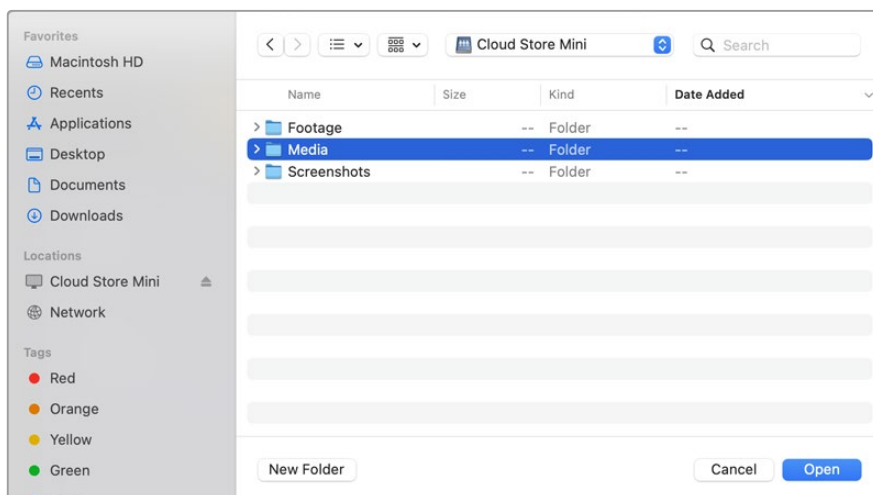 Favorites
Macintosh HD
Recents
Applications
Desktop
Documents
Downloads
Locations
Cloud Store Mini
Network
Tags
Red
Orange
Yellow
Green
Cloud Store Mini
Search
Name Size Kind Date Added
Footage -- Folder --
Media -- Folder --
Screenshots -- Folder --
New Folder Cancel Open